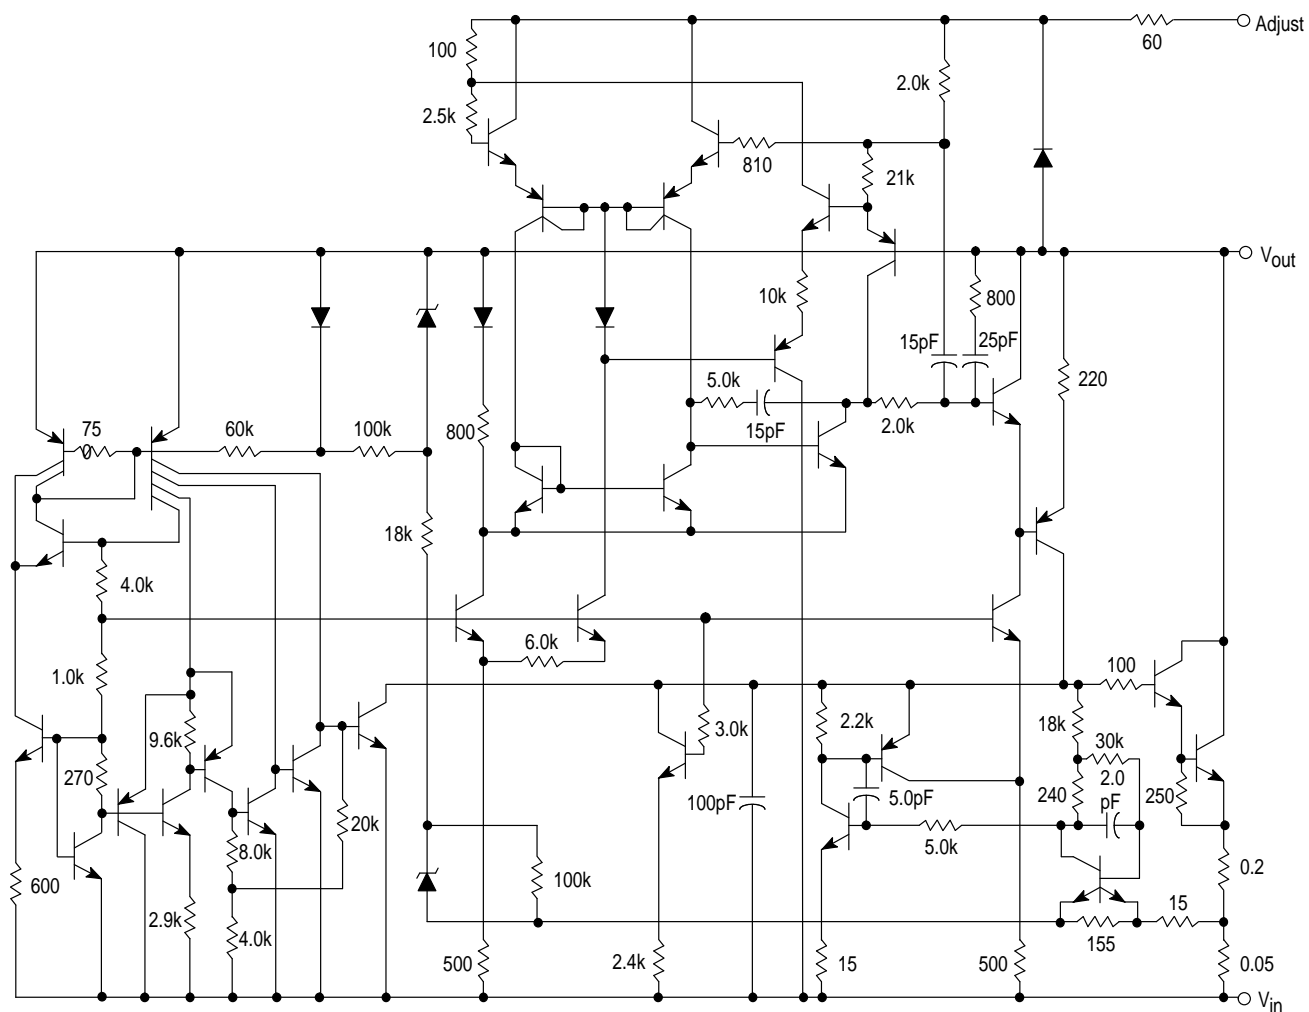 Adjust
60
100
2.0k
2.5k
810
21k
Vout
10k
800
15pF
25pF
5.0k
220
15pF
2.0k
75
0
60k
100k
800
18k
4.0k
6.0k
1.0k
100
3.0k
2.2k
18k
30k
9.6k
270
2.0
pF
240
250
100pF
5.0pF
20k
5.0k
8.0k
600
100k
0.2
2.9k
15
4.0k
155
500
2.4k
15
500
0.05
Vin